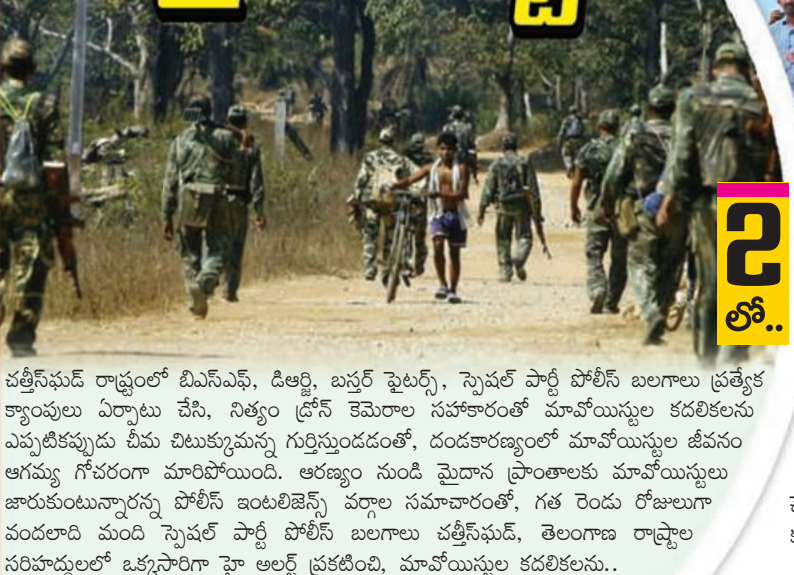 2
లో..
చత్తీస్‌ఘడ్ రాష్ట్రంలో బిఎస్ఎఫ్, డిఆర్జి, బస్తర్ ఫైటర్స్, స్పెషల్ పార్టీ పోలీస్ బలగాలు ప్రత్యేక
క్యాంపులు ఏర్పాటు చేసి, నిత్యం డ్రోన్ కెమెరాల సహాకారంతో మావోయిస్టుల కదలికలను
ఎప్పటికప్పుడు చీమ చిటుక్కుమన్న గుర్తిస్తుండడంతో, దండకారణ్యంలో మావోయిస్టుల జీవనం
ఆగమ్య గోచరంగా మారిపోయింది. ఆరణ్యం నుండి మైదాన ప్రాంతాలకు మావోయిస్టులు
జారుకుంటున్నారన్న పోలీస్ ఇంటలిజెన్స్ వర్గాల సమాచారంతో, గత రెండు రోజులుగా
వందలాది మంది స్పెషల్ పార్టీ పోలీస్ బలగాలు చత్తీస్‌ఘడ్, తెలంగాణ రాష్ట్రాల
సరిహద్దులలో ఒక్కసారిగా హై అలర్ట్ ప్రకటించి, మావోయిస్టుల కదలికలను..